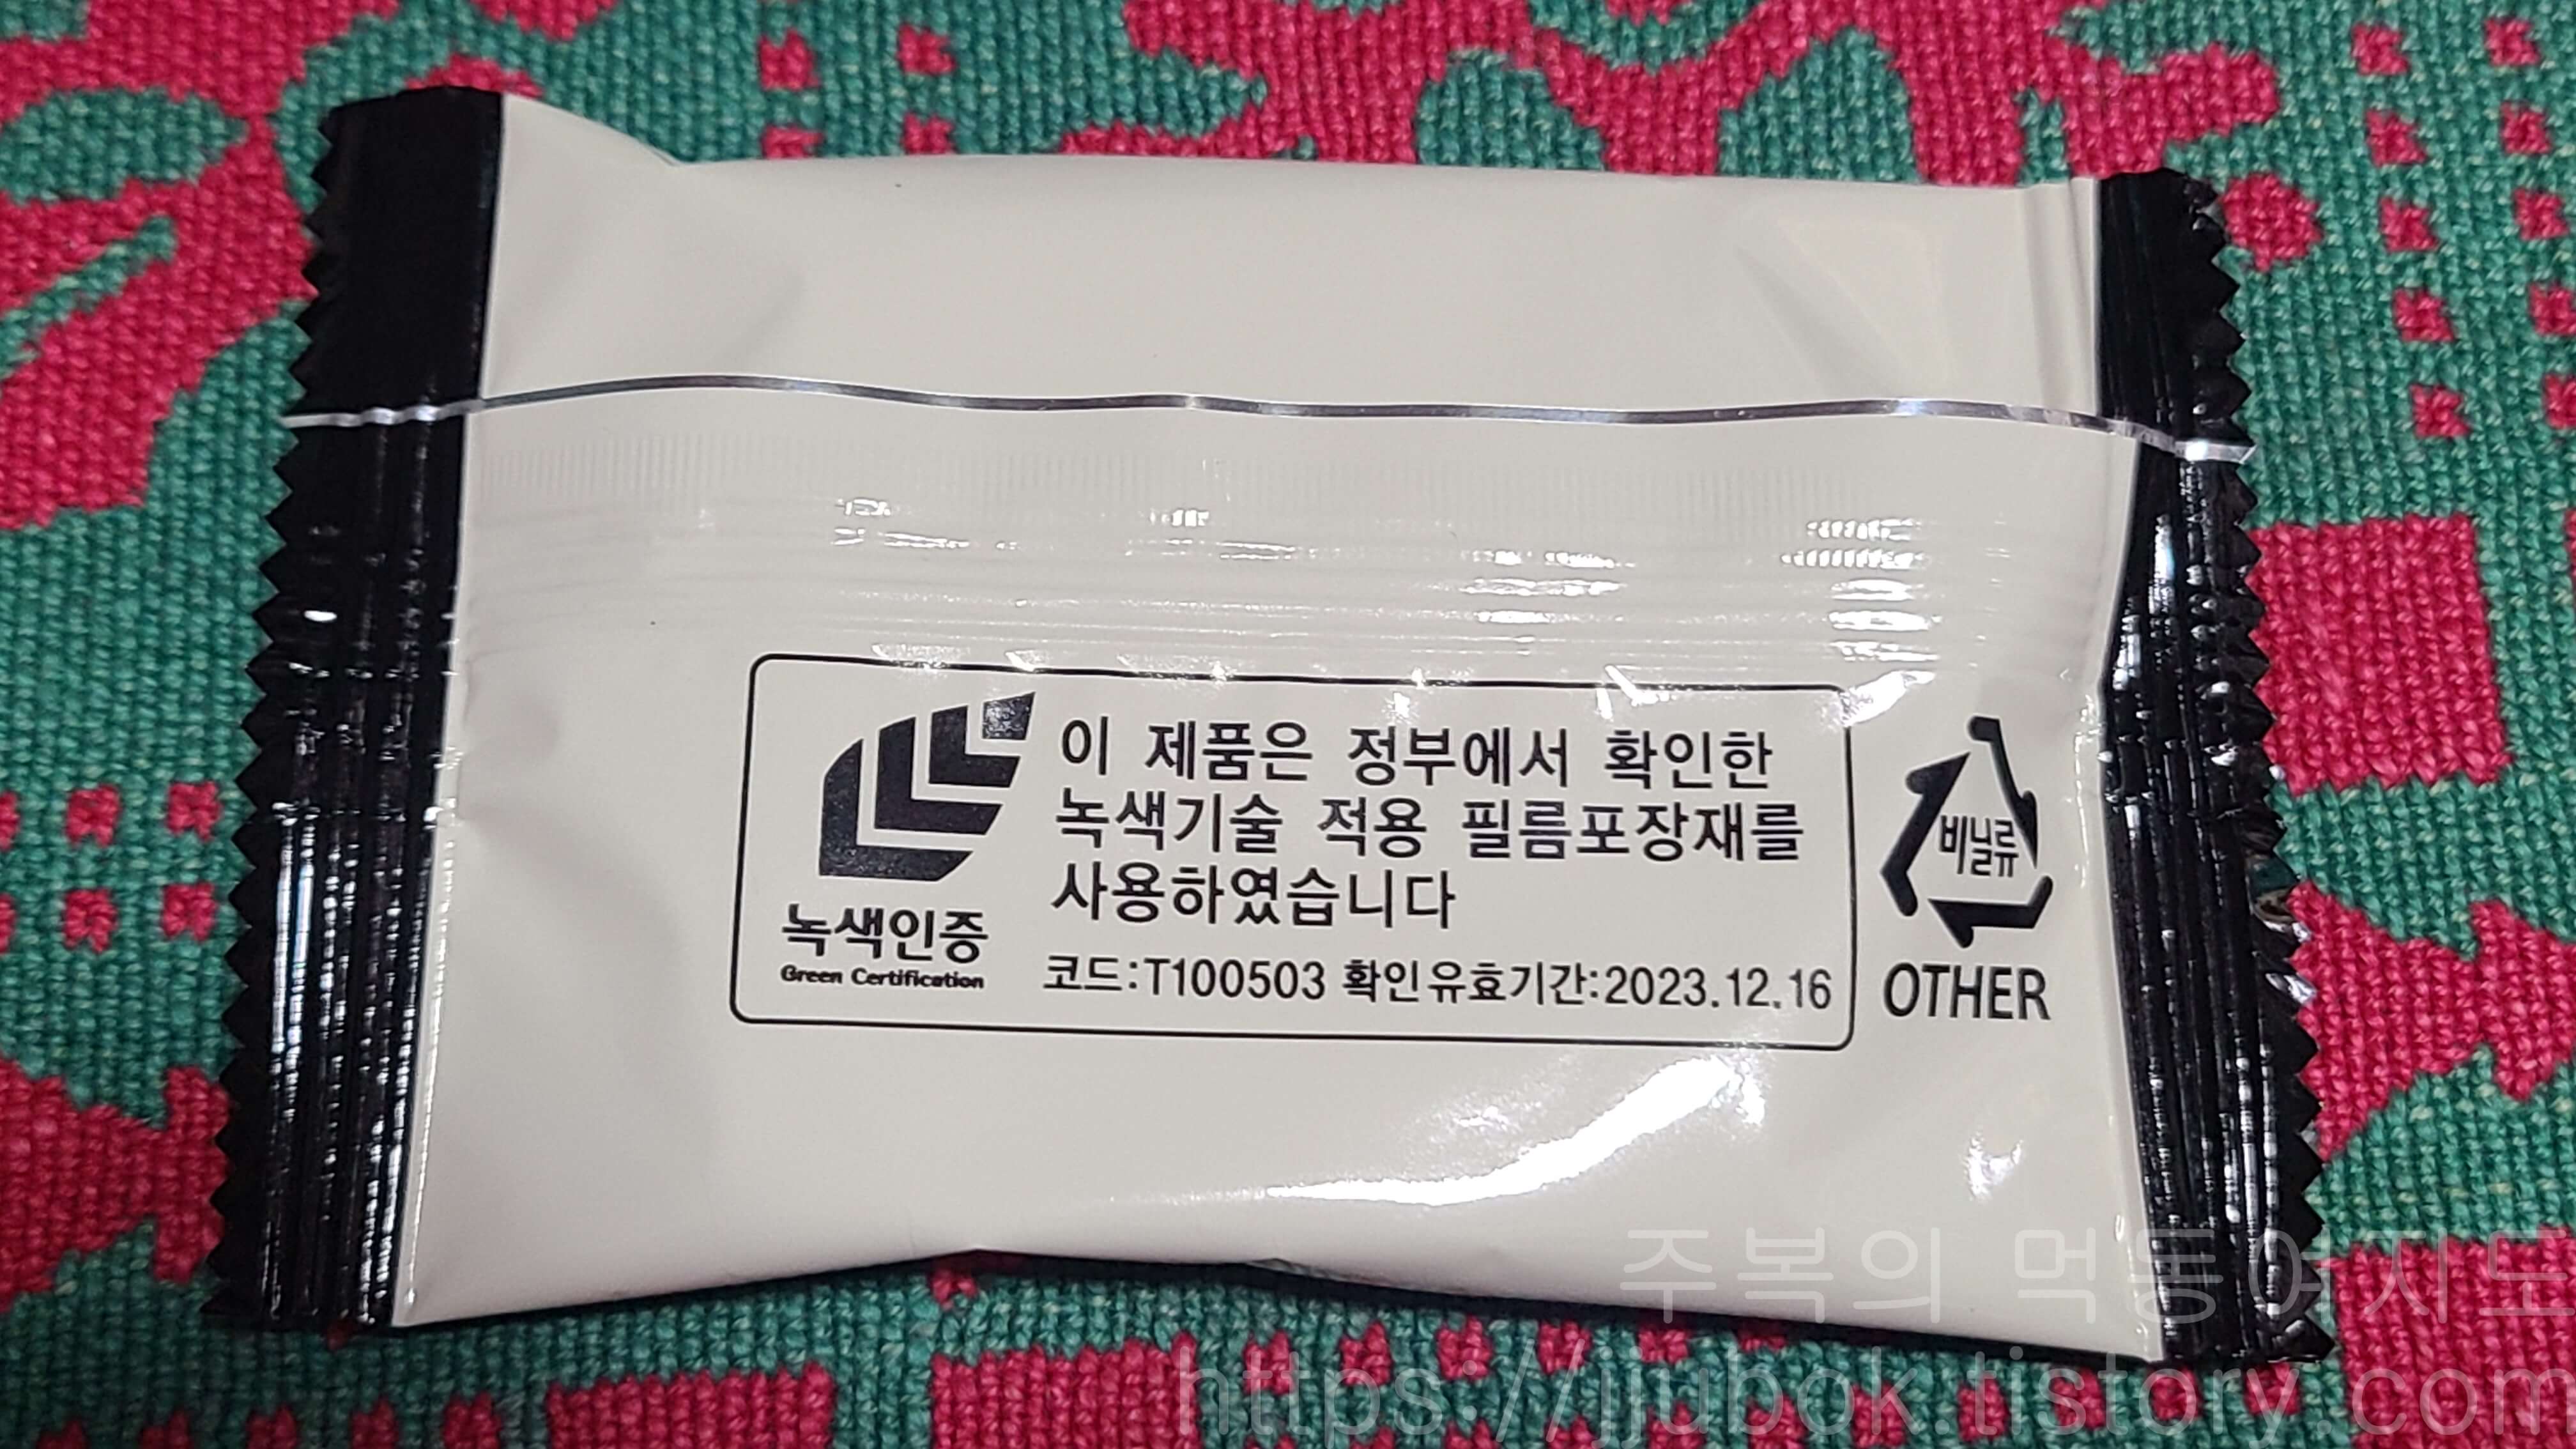 이 제품은 정부에서 확인한
녹색기술 적용 필름포장재를
사용하였습니다
녹색인증
Green Certification
코드:T100503 확인유효기간:2023.12.16
비닐류
OTHER
주복의 먹동여지도
https://jjubok.tistory.com